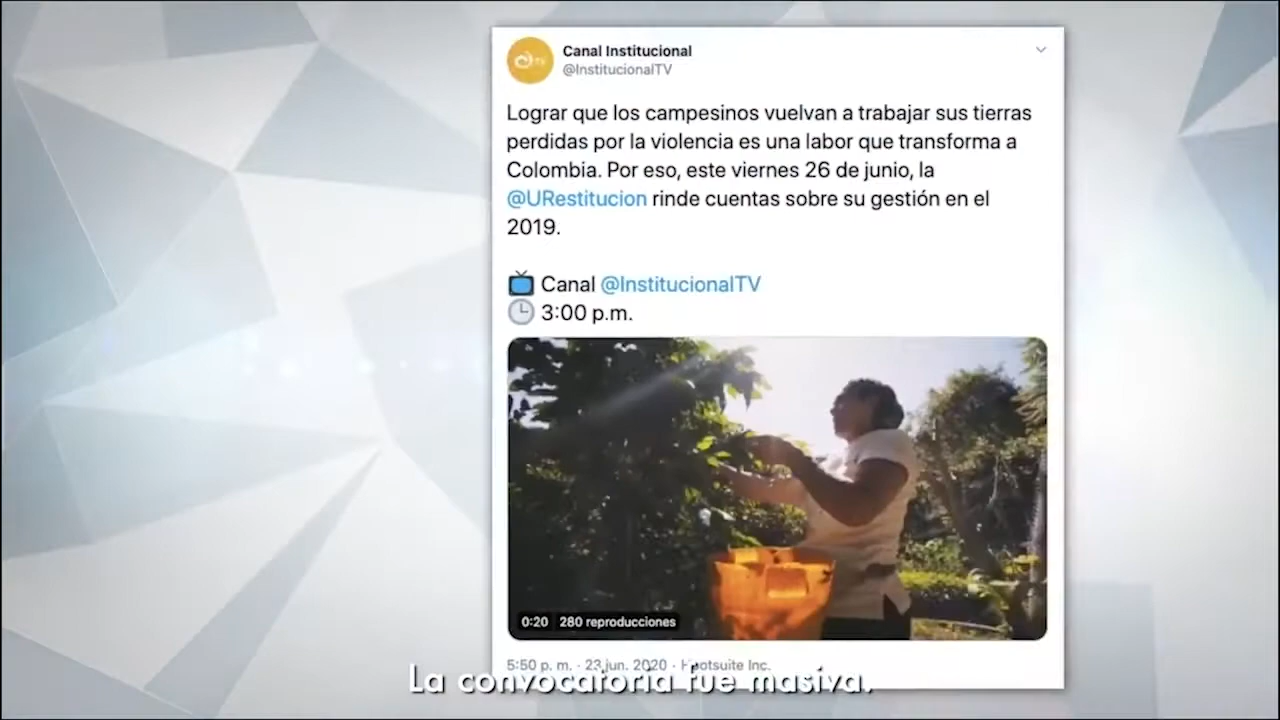 Canal Institucional
@InstitucionalTV
Lograr que los campesinos vuelvan a trabajar sus tierras
perdidas por la violencia es una labor que transforma a
Colombia. Por eso, este viernes 26 de junio, la
@URestitucion rinde cuentas sobre su gestión en el
2019.
Canal @InstitucionalTV
3:00 p.m.
0:20 280 reproducciones
5:50 p. m. · 23 jun. 2020 · Hootsuite Inc.
La convocatoria fue masiva.